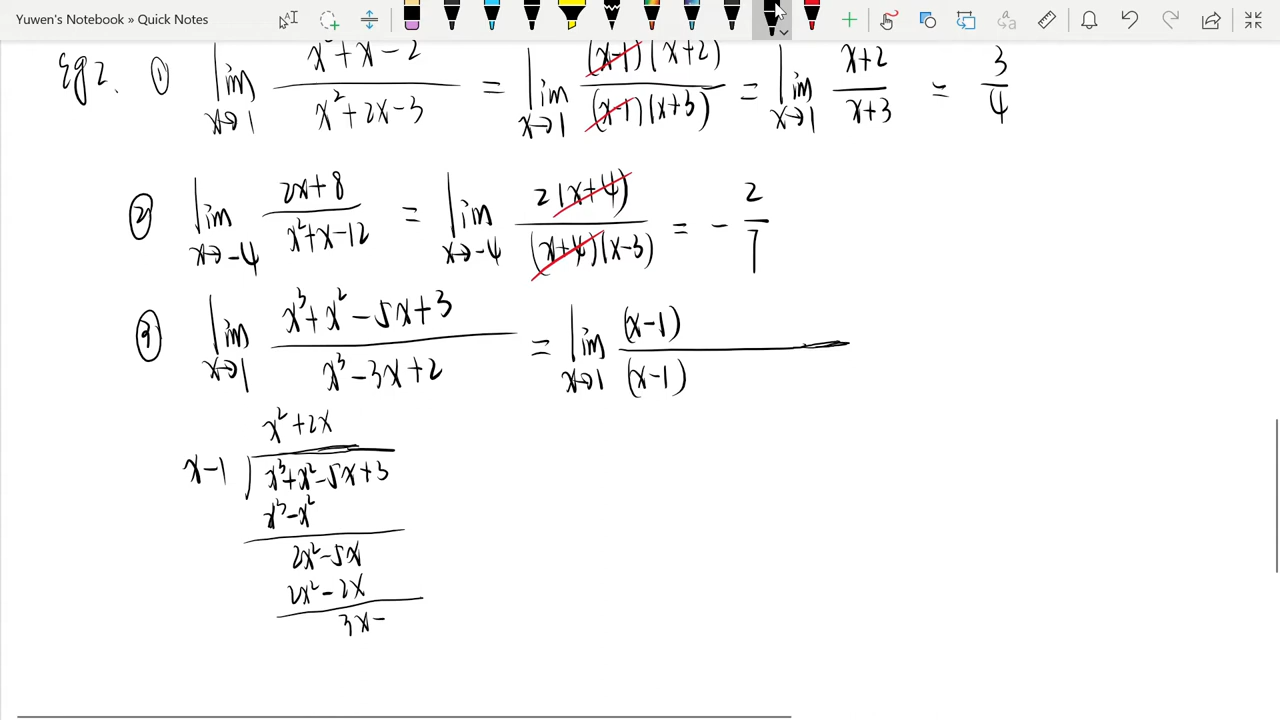 Yuwen's Notebook » Quick Notes
Eg 2. ① lim x→1 x²+x-2 / x²+2x-3 = lim x→1 (x-1)(x+2) / (x-1)(x+3) = lim x→1 x+2 / x+3 = 3/4
② lim x→-4 2x+8 / x²+x-12 = lim x→-4 2(x+4) / (x+4)(x-3) = - 2/7
③ lim x→1 x³+x²-5x+3 / x³-3x+2 = lim x→1 (x-1) / (x-1)
x²+2x
x-1 ) x³+x²-5x+3
x³-x²
2x²-5x
2x²-2x
3x-